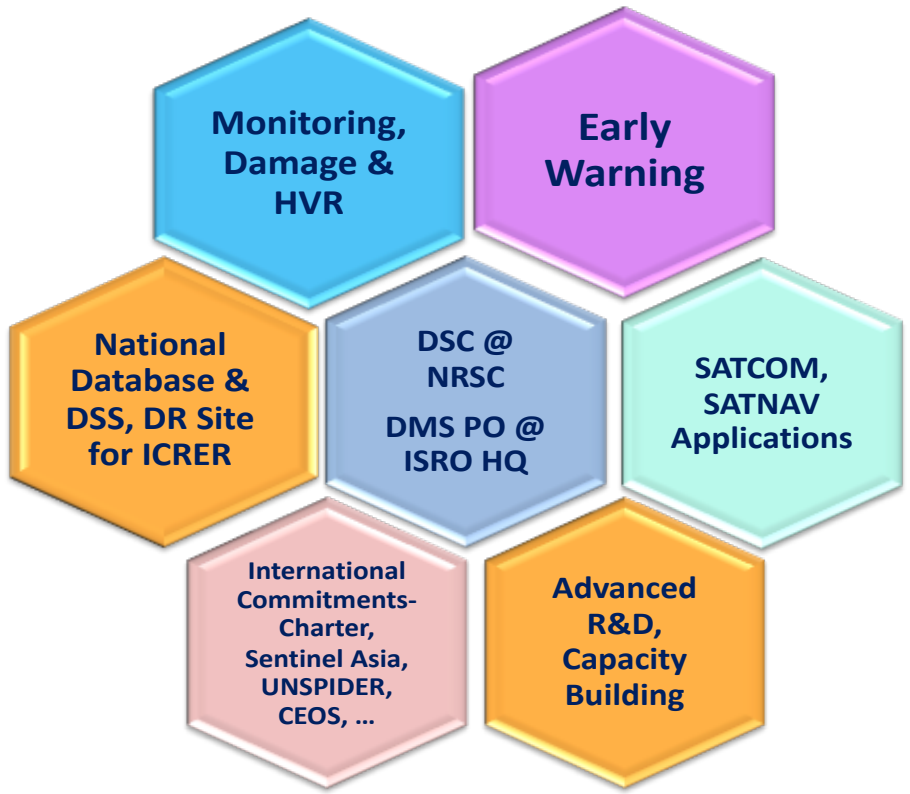 Monitoring,
Damage &
HVR
Early
Warning
National
Database &
DSS, DR Site
for ICRER
DSC @
NRSC
DMS PO @
ISRO HQ
SATCOM,
SATNAV
Applications
International
Commitments-
Charter,
Sentinel Asia,
UNSPIDER,
CEOS, ...
Advanced
R&D,
Capacity
Building